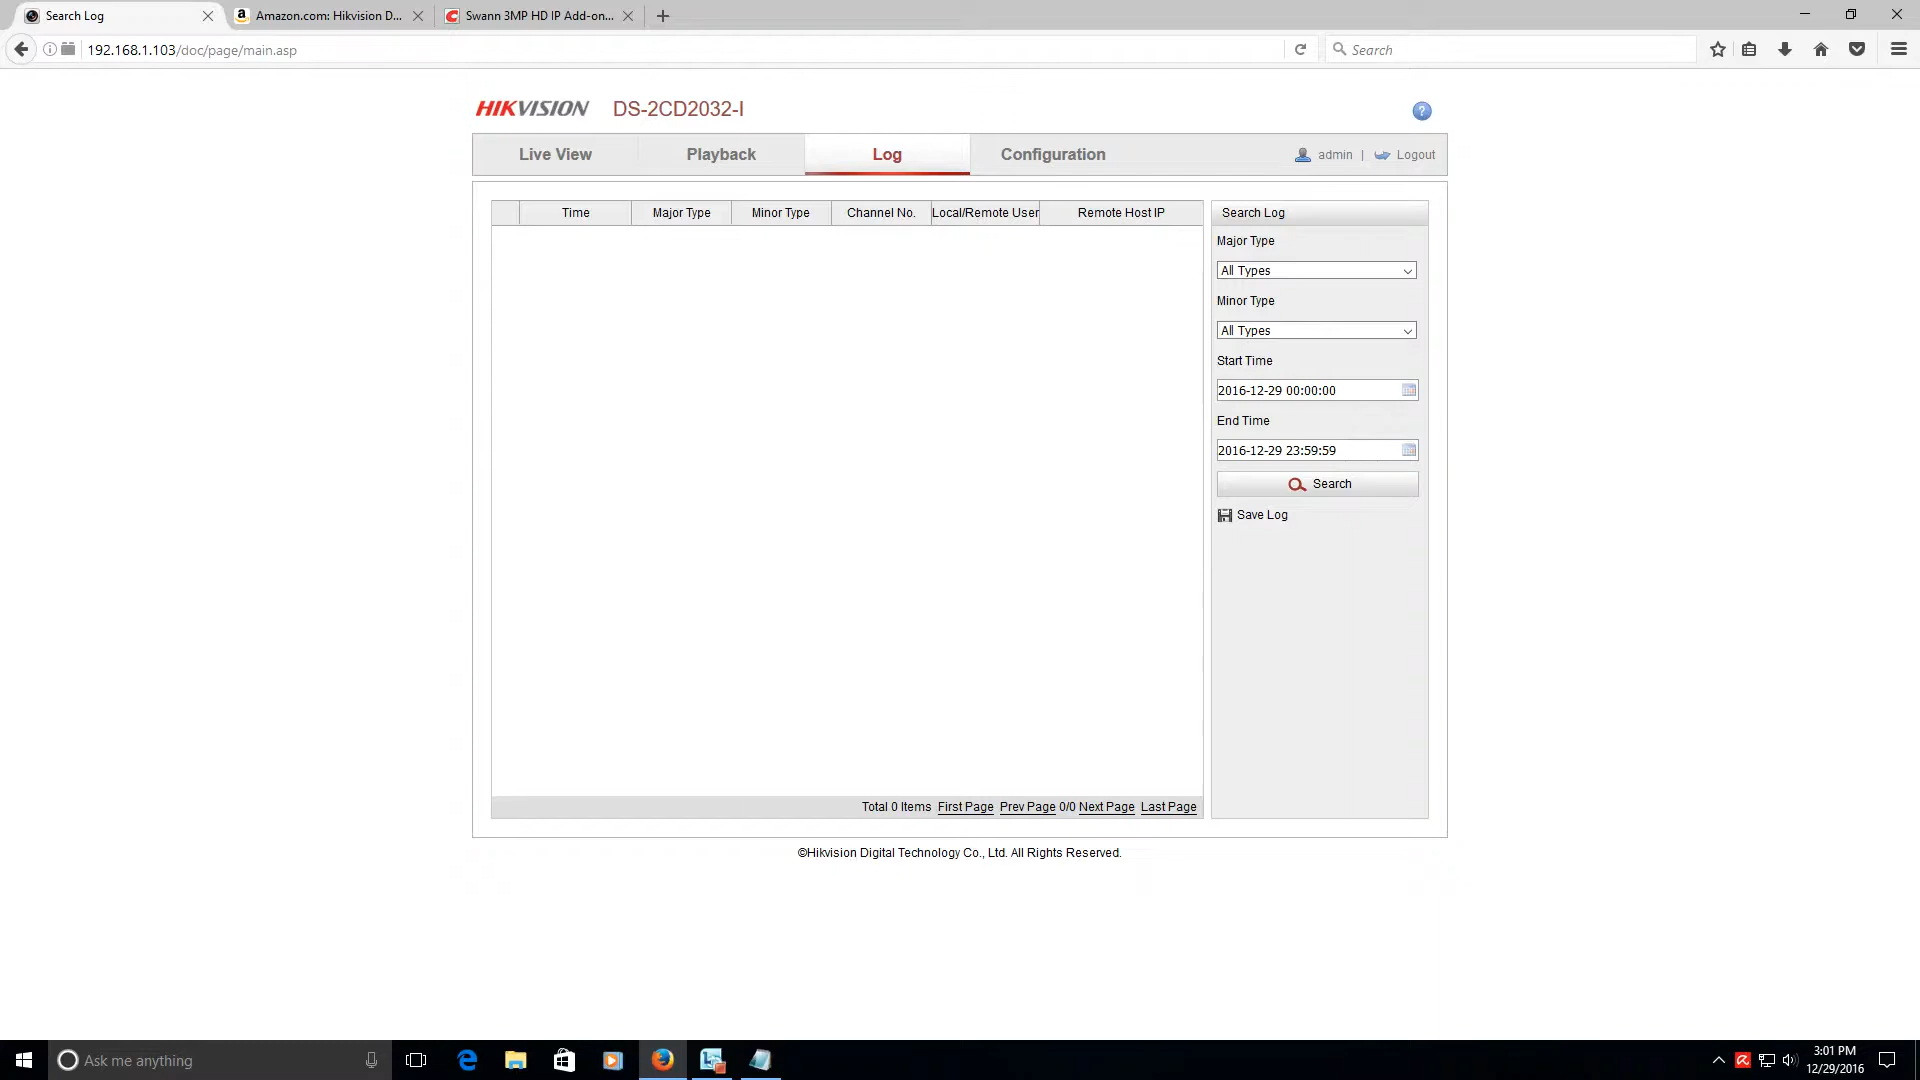 Search Log
Amazon.com: Hikvision D...
Swann 3MP HD IP Add-on...
192.168.1.103/doc/page/main.asp
Search
HIKVISION DS-2CD2032-I
?
Live View Playback Log Configuration admin | Logout
Time Major Type Minor Type Channel No. Local/Remote User Remote Host IP
Search Log
Major Type
All Types
Minor Type
All Types
Start Time
2016-12-29 00:00:00
End Time
2016-12-29 23:59:59
Search
Save Log
Total 0 Items First Page Prev Page 0/0 Next Page Last Page
©Hikvision Digital Technology Co., Ltd. All Rights Reserved.
Ask me anything
3:01 PM
12/29/2016